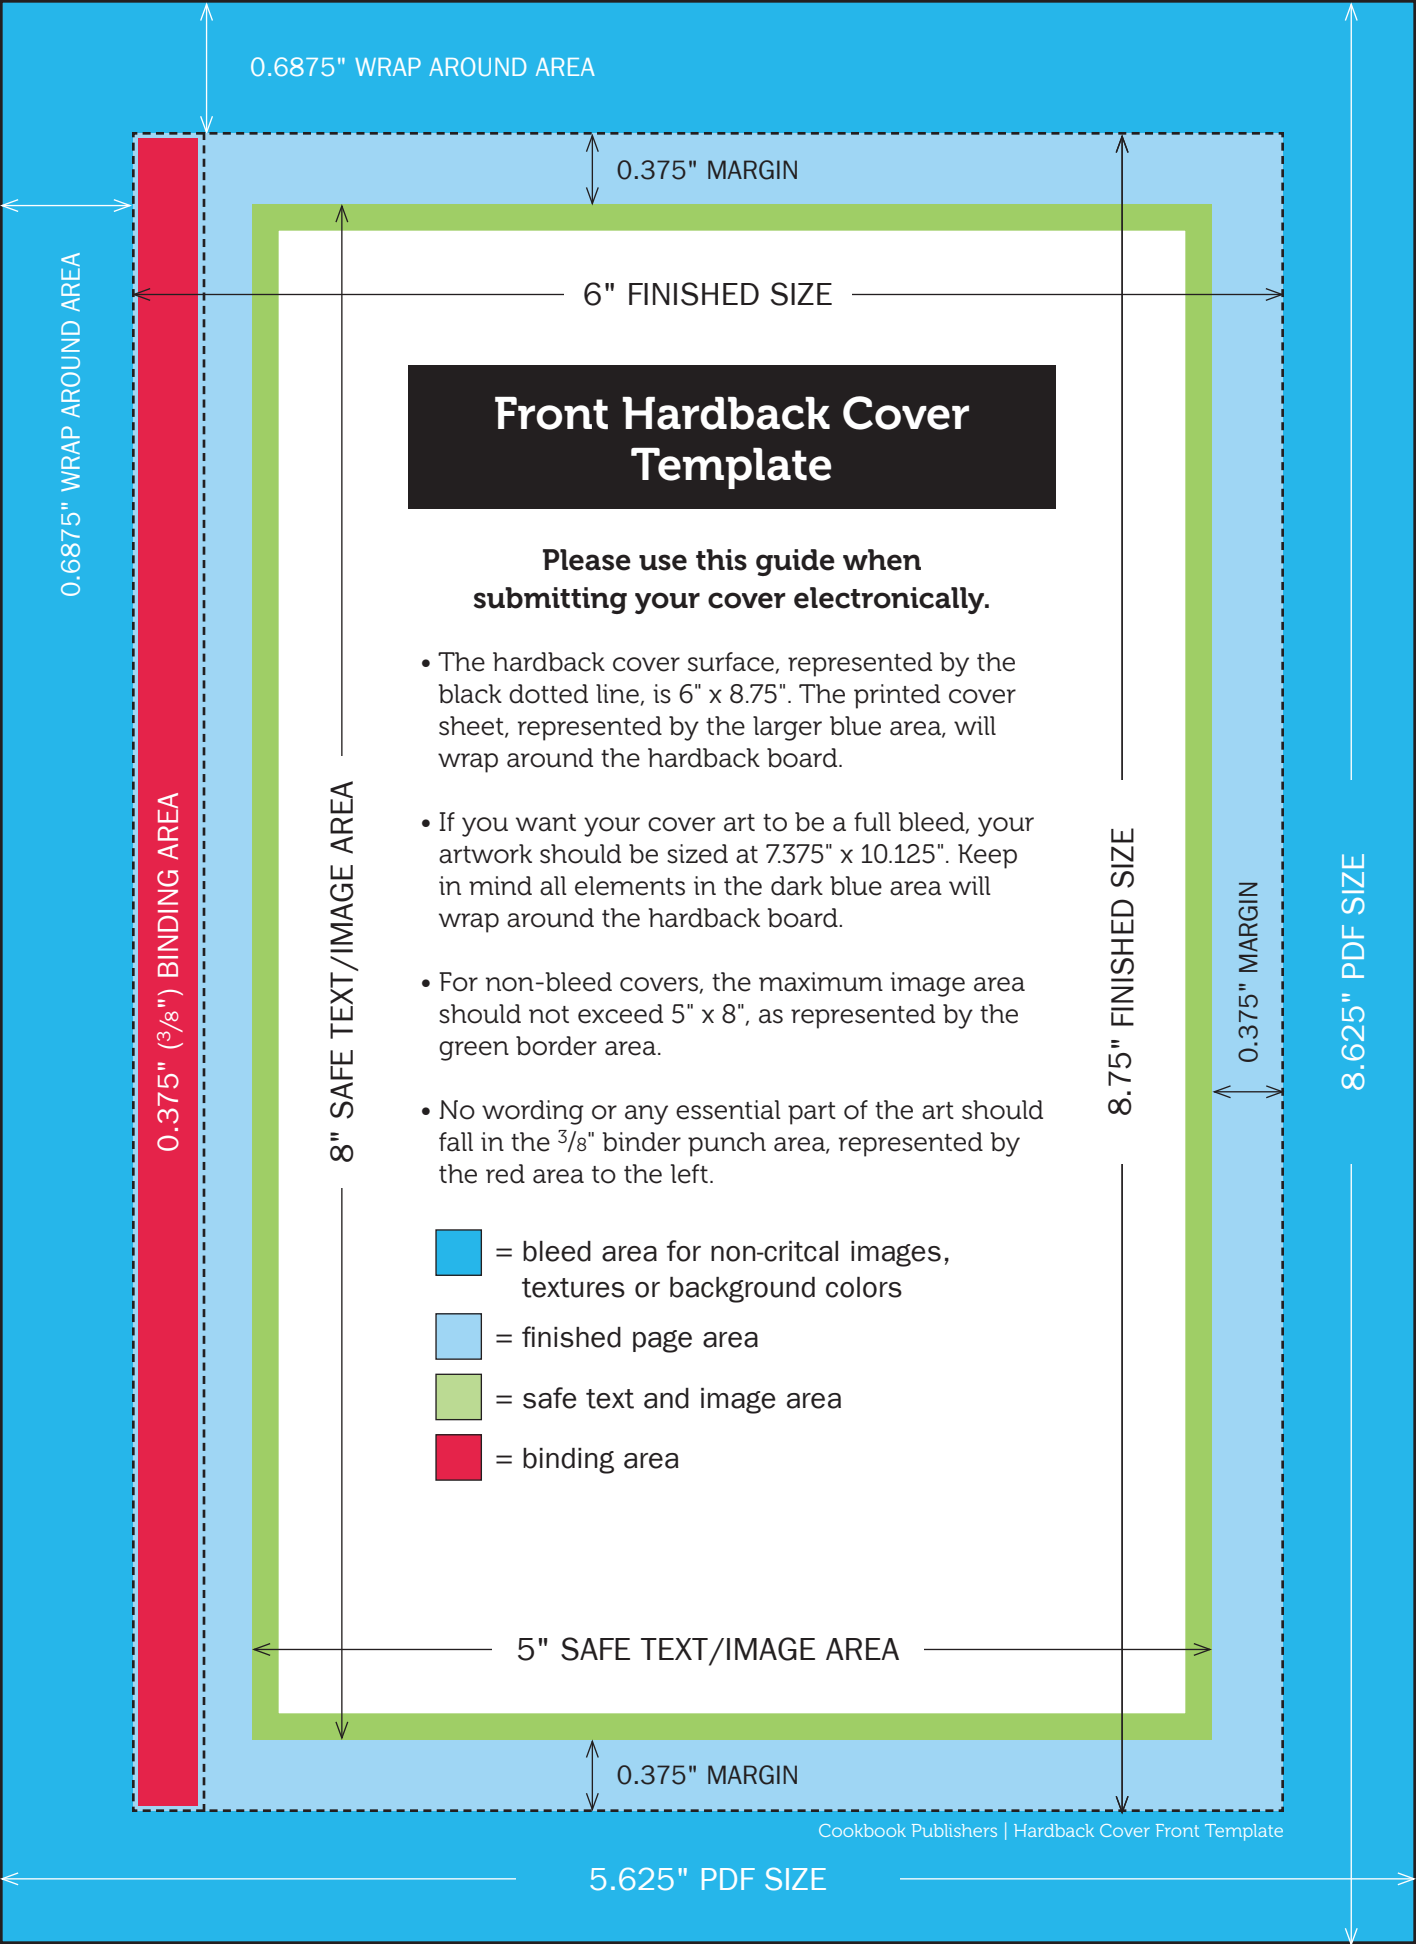 0.6875" WRAP AROUND AREA
0.375" MARGIN
0.6875" WRAP AROUND AREA
6" FINISHED SIZE
Front Hardback Cover
Template
Please use this guide when
submitting your cover electronically.
• The hardback cover surface, represented by the
black dotted line, is 6" x 8.75". The printed cover
sheet, represented by the larger blue area, will
wrap around the hardback board.
• If you want your cover art to be a full bleed, your
artwork should be sized at 7.375" x 10.125". Keep
in mind all elements in the dark blue area will
wrap around the hardback board.
• For non-bleed covers, the maximum image area
should not exceed 5" x 8", as represented by the
green border area.
• No wording or any essential part of the art should
fall in the 3/8" binder punch area, represented by
the red area to the left.
0.375" (3/8") BINDING AREA
8" SAFE TEXT/IMAGE AREA
8.75" FINISHED SIZE
0.375" MARGIN
8.625" PDF SIZE
= bleed area for non-critcal images,
textures or background colors
= finished page area
= safe text and image area
= binding area
5" SAFE TEXT/IMAGE AREA
0.375" MARGIN
Cookbook Publishers | Hardback Cover Front Template
5.625" PDF SIZE